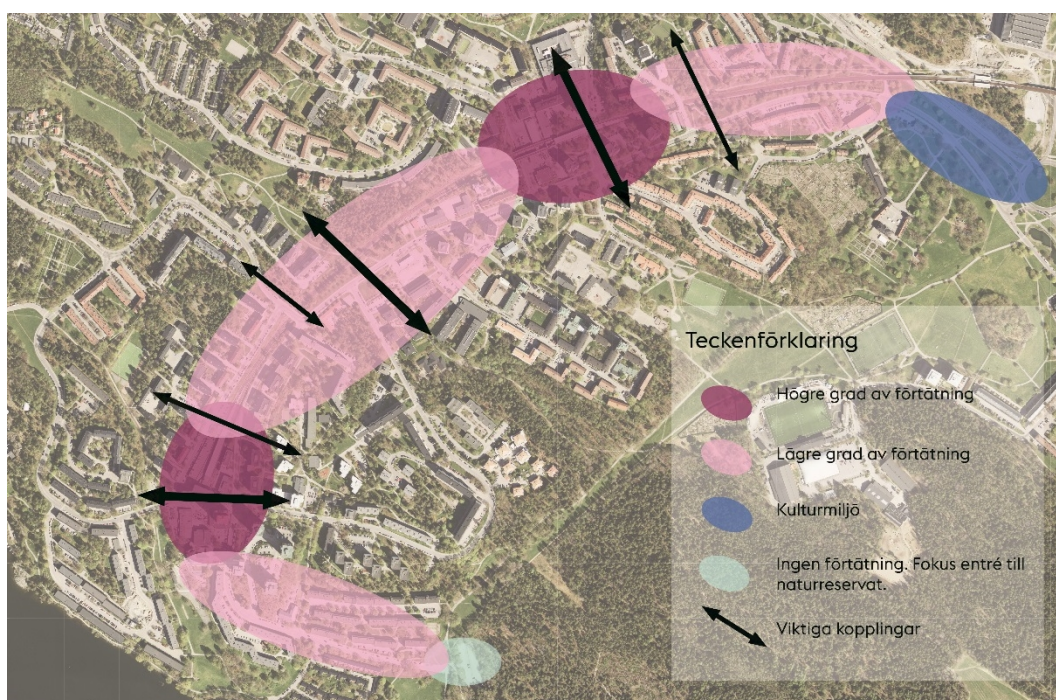 Teckenförklaring
Högre grad av förtätning
Lägre grad av förtätning
Kulturmiljö
Ingen förtätning. Fokus entré till
naturreservat.
Viktiga kopplingar